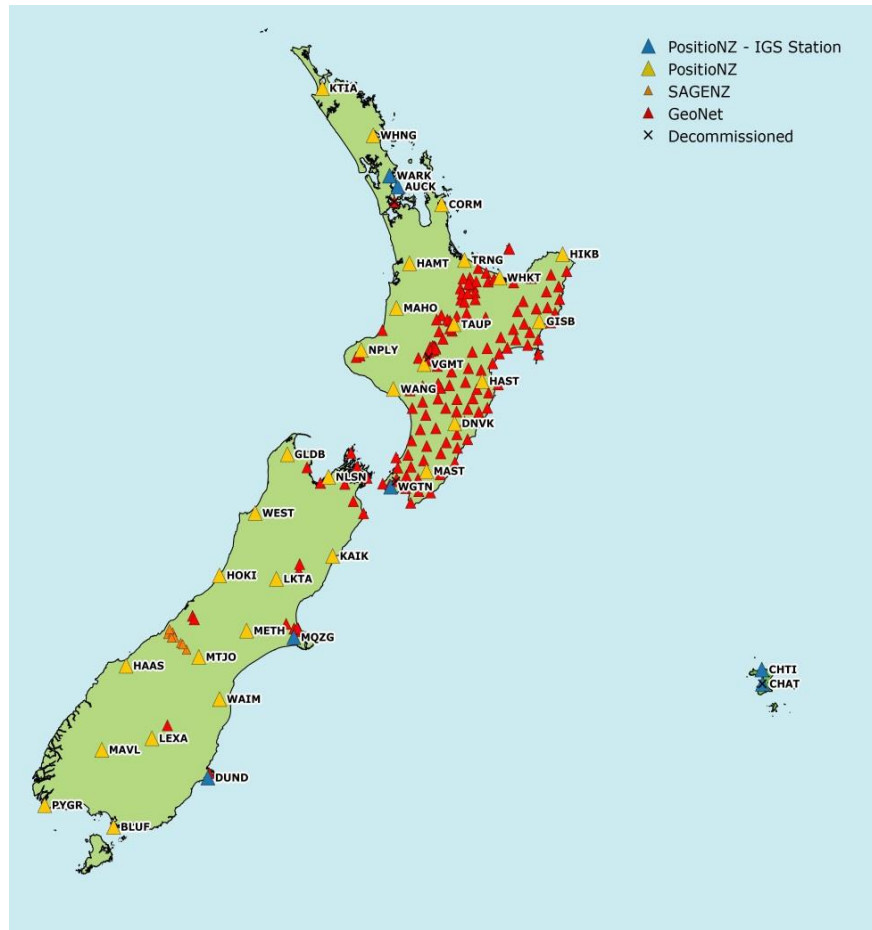 PositioNZ - IGS Station
PositioNZ
SAGENZ
GeoNet
Decommissioned
KTIA
WHNG
WARK
AUCK
CORM
HAMT
TRNG
HIKB
WHKT
MAHO
TAUP
GISB
NPLY
VGMT
HAST
WANG
DNVK
GLDB
NLSN
MAST
WGTN
WEST
KAIK
HOKI
LKTA
METH
MQZG
MTJO
HAAS
CHTI
CHAT
WAIM
LEXA
MAVL
DUND
PYGR
BLUF